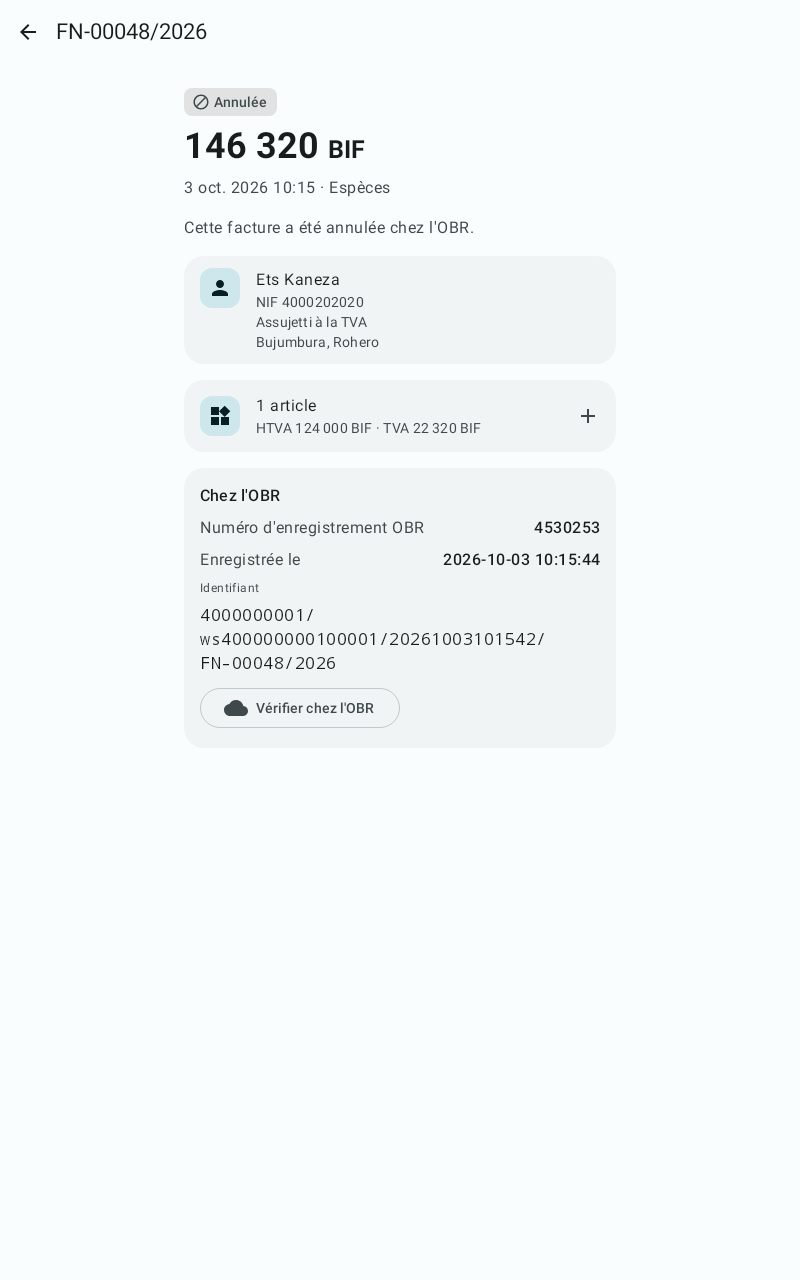 FN-00048/2026
Annulée
146 320 BIF
3 oct. 2026 10:15 · Espèces
Cette facture a été annulée chez l'OBR.
Ets Kaneza
NIF 4000202020
Assujetti à la TVA
Bujumbura, Rohero
1 article
HTVA 124 000 BIF · TVA 22 320 BIF
Chez l'OBR
Numéro d'enregistrement OBR 4530253
Enregistrée le 2026-10-03 10:15:44
Identifiant
4000000001/
ws400000000100001/20261003101542/
FN-00048/2026
Vérifier chez l'OBR